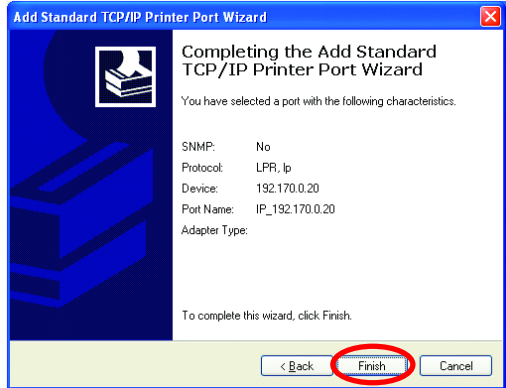 Add Standard TCP/IP Printer Port Wizard
Completing the Add Standard
TCP/IP Printer Port Wizard
You have selected a port with the following characteristics.
SNMP: No
Protocol: LPR, lp
Device: 192.170.0.20
Port Name: IP_192.170.0.20
Adapter Type:
To complete this wizard, click Finish.
< Back Finish Cancel